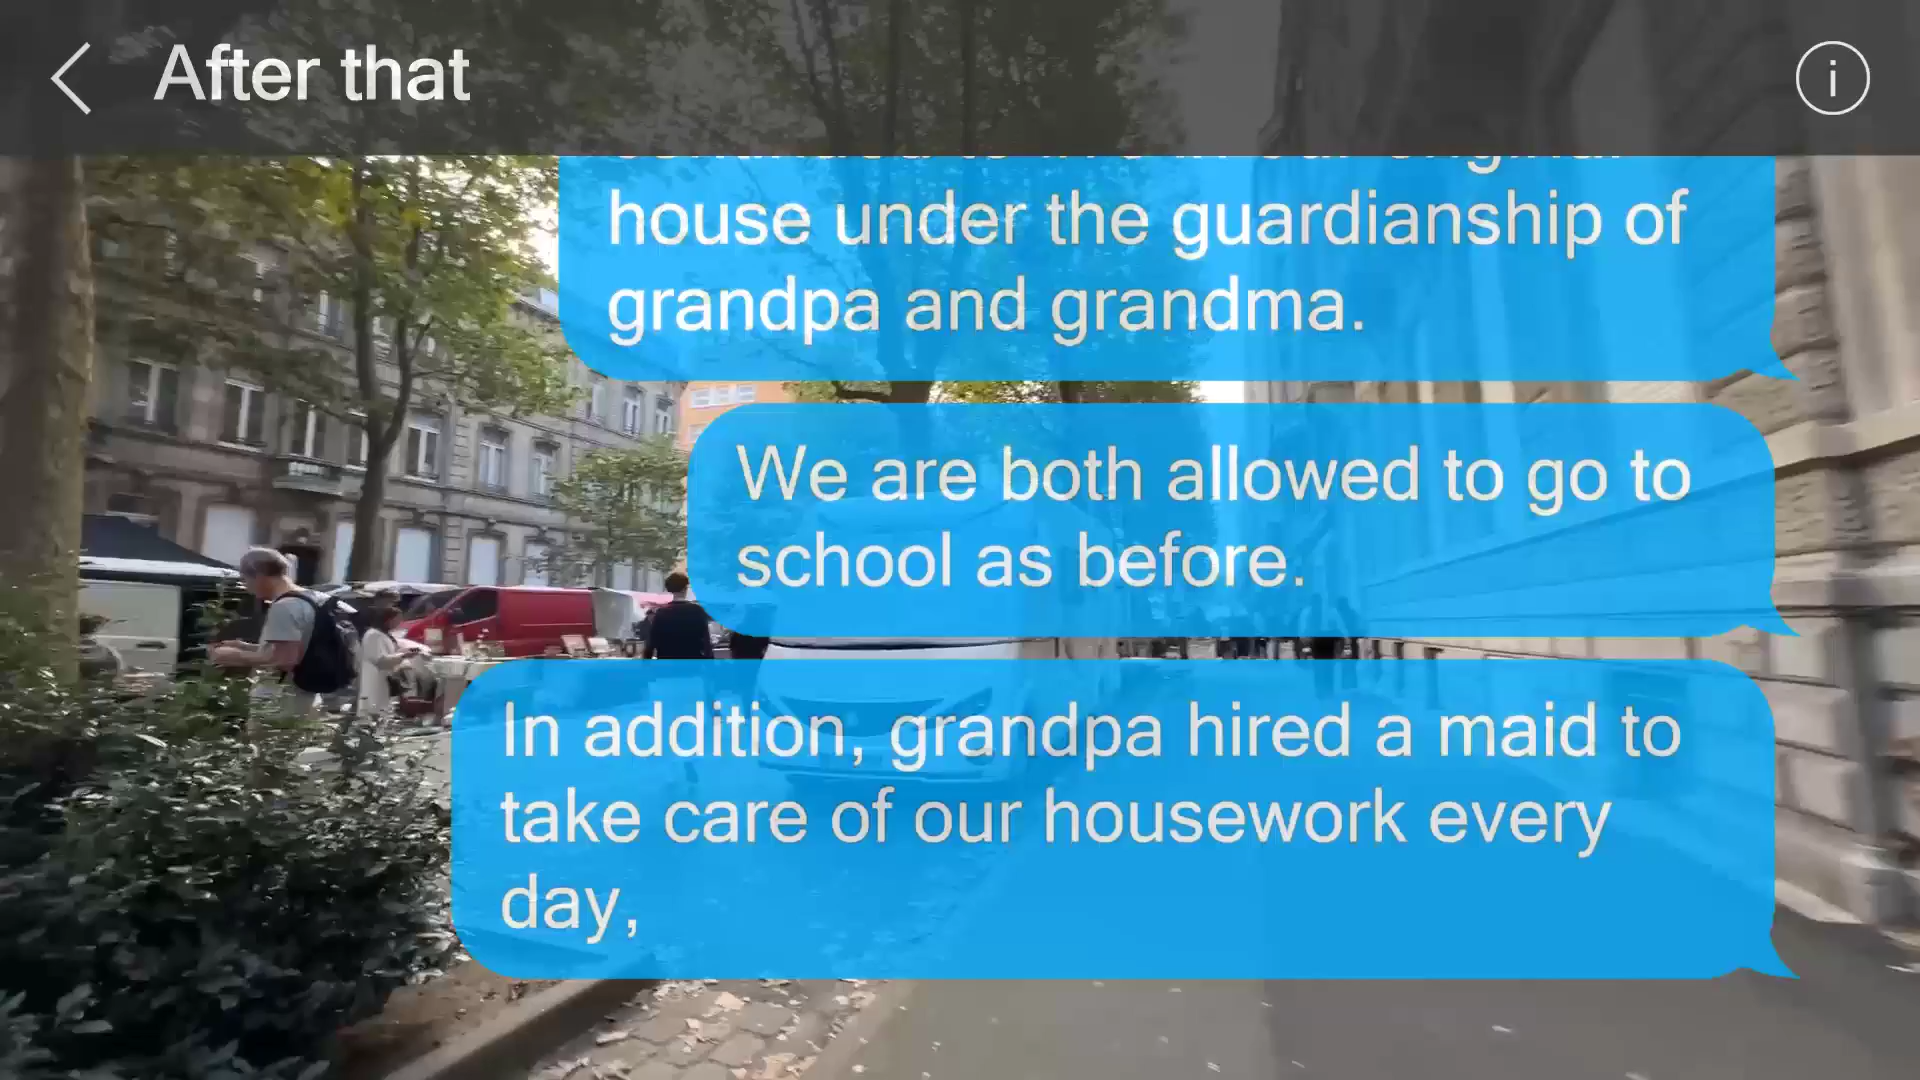 After that
house under the guardianship of
grandpa and grandma.
We are both allowed to go to
school as before.
In addition, grandpa hired a maid to
take care of our housework every
day,